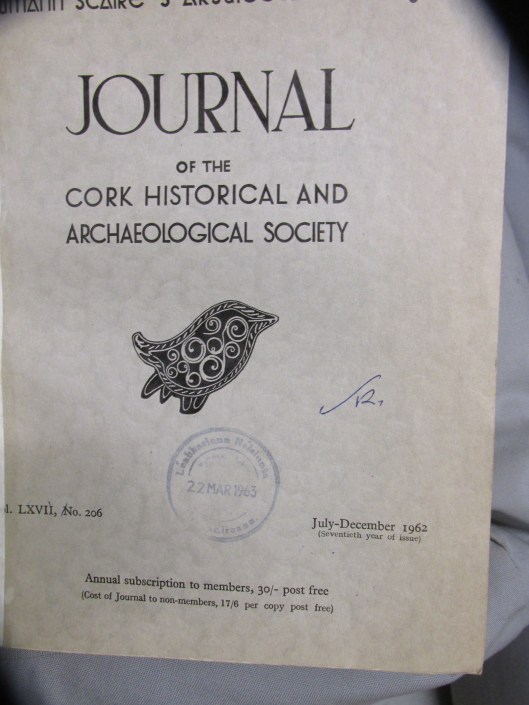 JOURNAL
OF THE
CORK HISTORICAL AND
ARCHAEOLOGICAL SOCIETY
Leabharlann Náisiúnta
22 MAR 1963
l. LXVII, No. 206
July-December 1962
(Seventieth year of issue)
Annual subscription to members, 30/- post free
(Cost of Journal to non-members, 17/6 per copy post free)